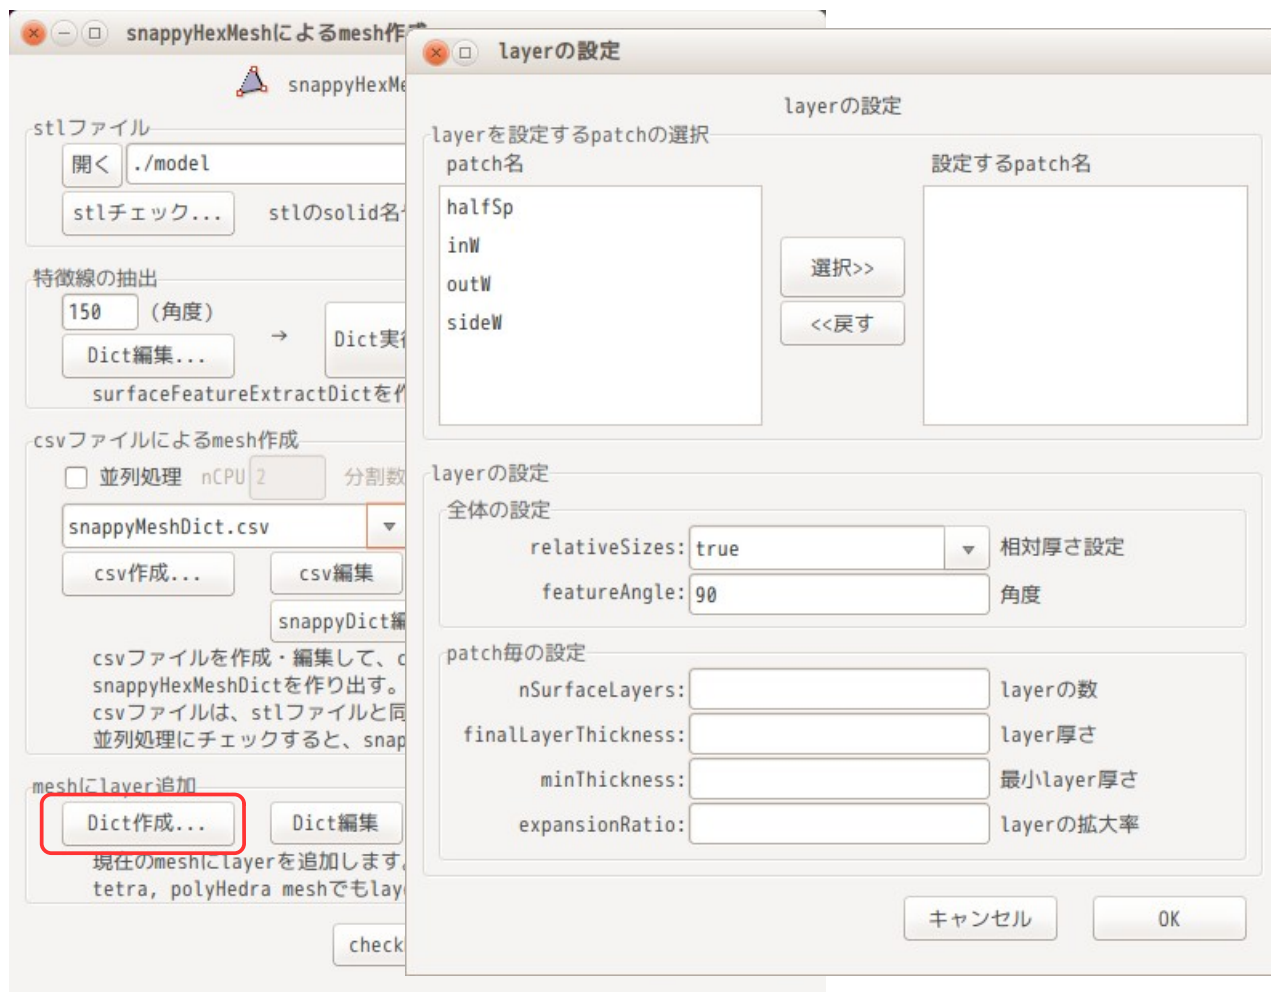 snappyHexMeshによるmesh作成
snappyHexMe
stlファイル
開く ./model
stlチェック... stlのsolid名や
特徴線の抽出
150 (角度)
→ Dict実行
Dict編集...
surfaceFeatureExtractDictを作
csvファイルによるmesh作成
並列処理 nCPU 2 分割数
snappyMeshDict.csv
csv作成... csv編集
snappyDict編
csvファイルを作成・編集して、c
snappyHexMeshDictを作り出す。
csvファイルは、stlファイルと同
並列処理にチェックすると、snap
meshにlayer追加
Dict作成... Dict編集
現在のmeshにlayerを追加します。
tetra, polyHedra meshでもlay
check
layerの設定
layerの設定
layerを設定するpatchの選択
patch名 設定するpatch名
halfSp
inW
outW
sideW
選択>>
<<戻す
layerの設定
全体の設定
relativeSizes: true 相対厚さ設定
featureAngle: 90 角度
patch毎の設定
nSurfaceLayers: layerの数
finalLayerThickness: layer厚さ
minThickness: 最小layer厚さ
expansionRatio: layerの拡大率
キャンセル OK